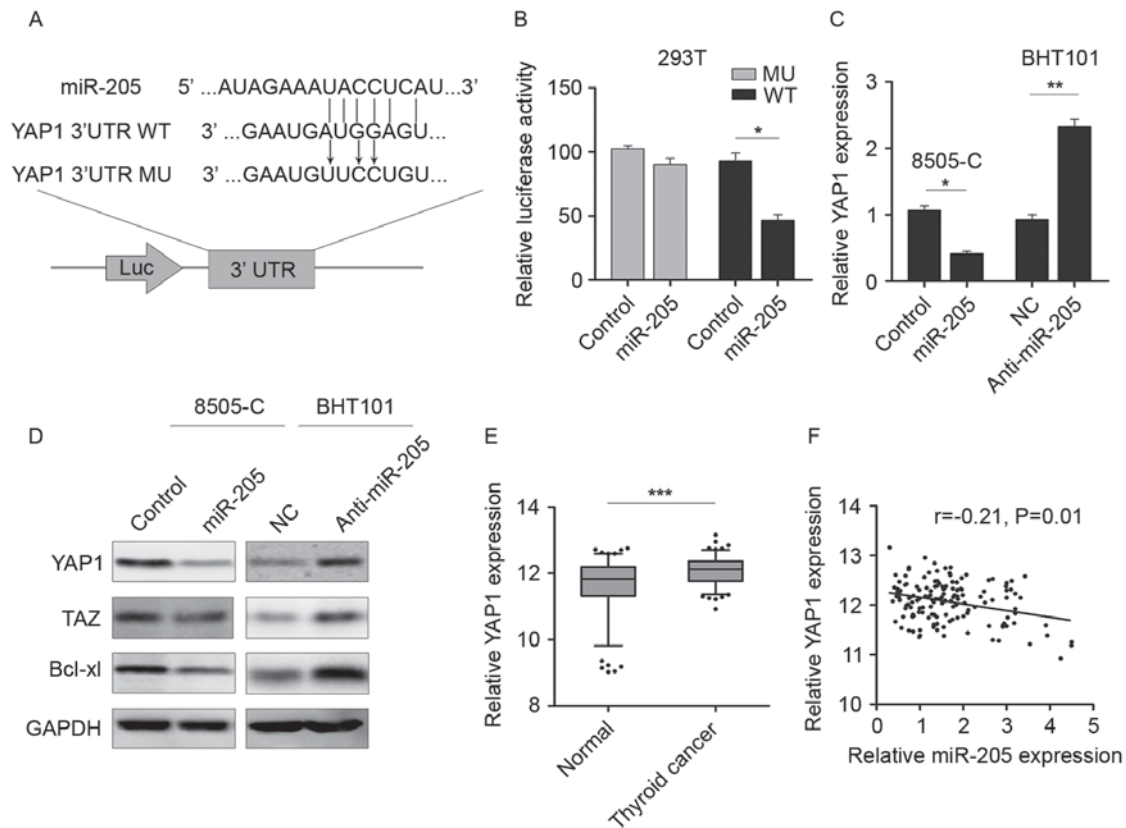 A
miR-205 5’ ...AUAGAAAUACCUCAU...3’
YAP1 3’UTR WT 3’ ...GAAUGAUGGAGU...
YAP1 3’UTR MU 3’ ...GAAUGUUCCUGU...
Luc
3’ UTR
B
293T
MU
WT
Relative luciferase activity
150
100
50
0
*
Control
miR-205
Control
miR-205
C
BHT101
8505-C
Relative YAP1 expression
3
2
1
0
*
**
Control
miR-205
NC
Anti-miR-205
D
8505-C
BHT101
Control
miR-205
NC
Anti-miR-205
YAP1
TAZ
Bcl-xl
GAPDH
E
Relative YAP1 expression
14
12
10
8
***
Normal
Thyroid cancer
F
r=-0.21, P=0.01
Relative YAP1 expression
14
13
12
11
10
0
1
2
3
4
5
Relative miR-205 expression